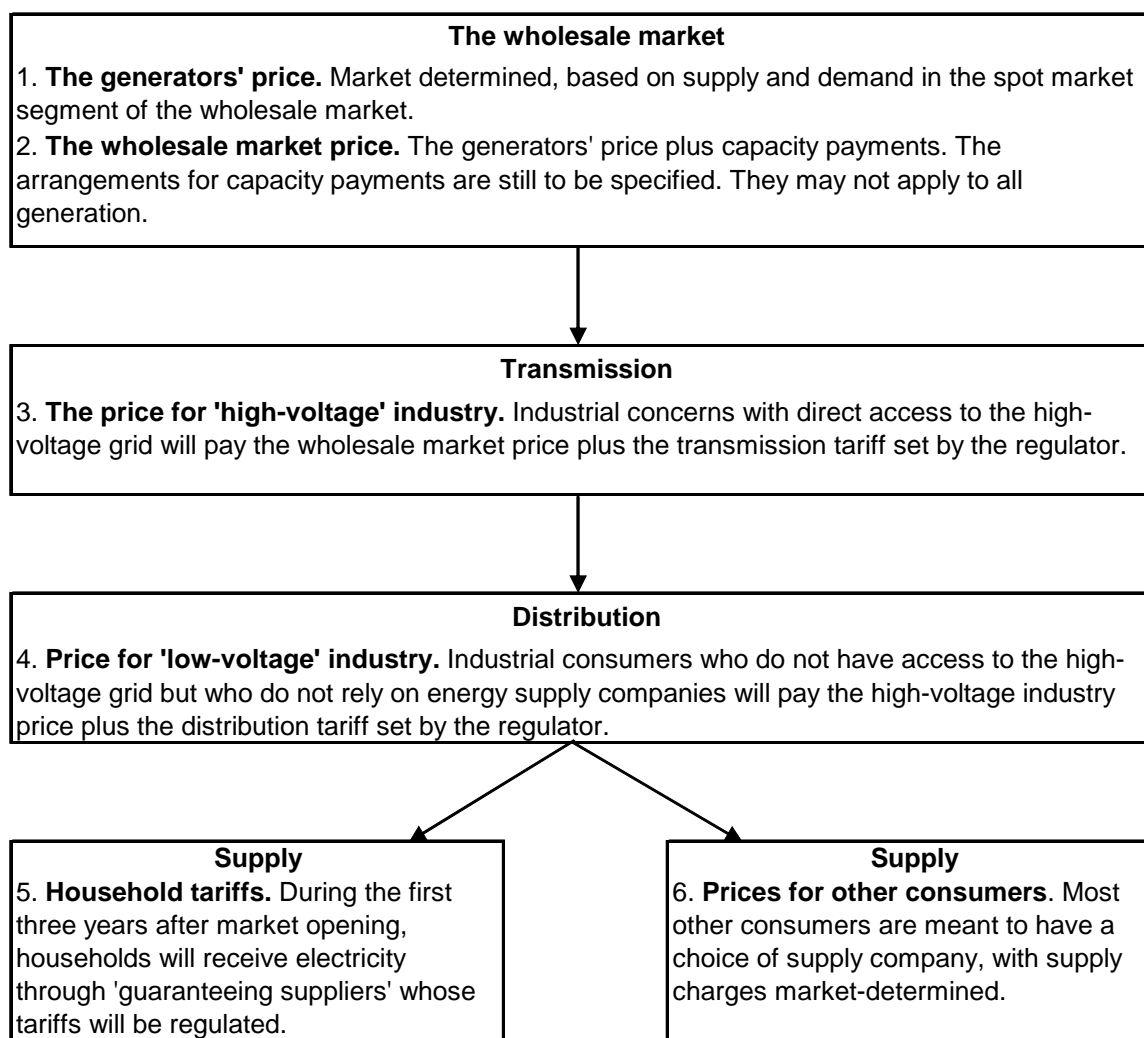 The wholesale market
1. The generators' price. Market determined, based on supply and demand in the spot market
segment of the wholesale market.
2. The wholesale market price. The generators' price plus capacity payments. The
arrangements for capacity payments are still to be specified. They may not apply to all
generation.
Transmission
3. The price for 'high-voltage' industry. Industrial concerns with direct access to the high-
voltage grid will pay the wholesale market price plus the transmission tariff set by the regulator.
Distribution
4. Price for 'low-voltage' industry. Industrial consumers who do not have access to the high-
voltage grid but who do not rely on energy supply companies will pay the high-voltage industry
price plus the distribution tariff set by the regulator.
Supply
5. Household tariffs. During the first
three years after market opening,
households will receive electricity
through 'guaranteeing suppliers' whose
tariffs will be regulated.
Supply
6. Prices for other consumers. Most
other consumers are meant to have a
choice of supply company, with supply
charges market-determined.